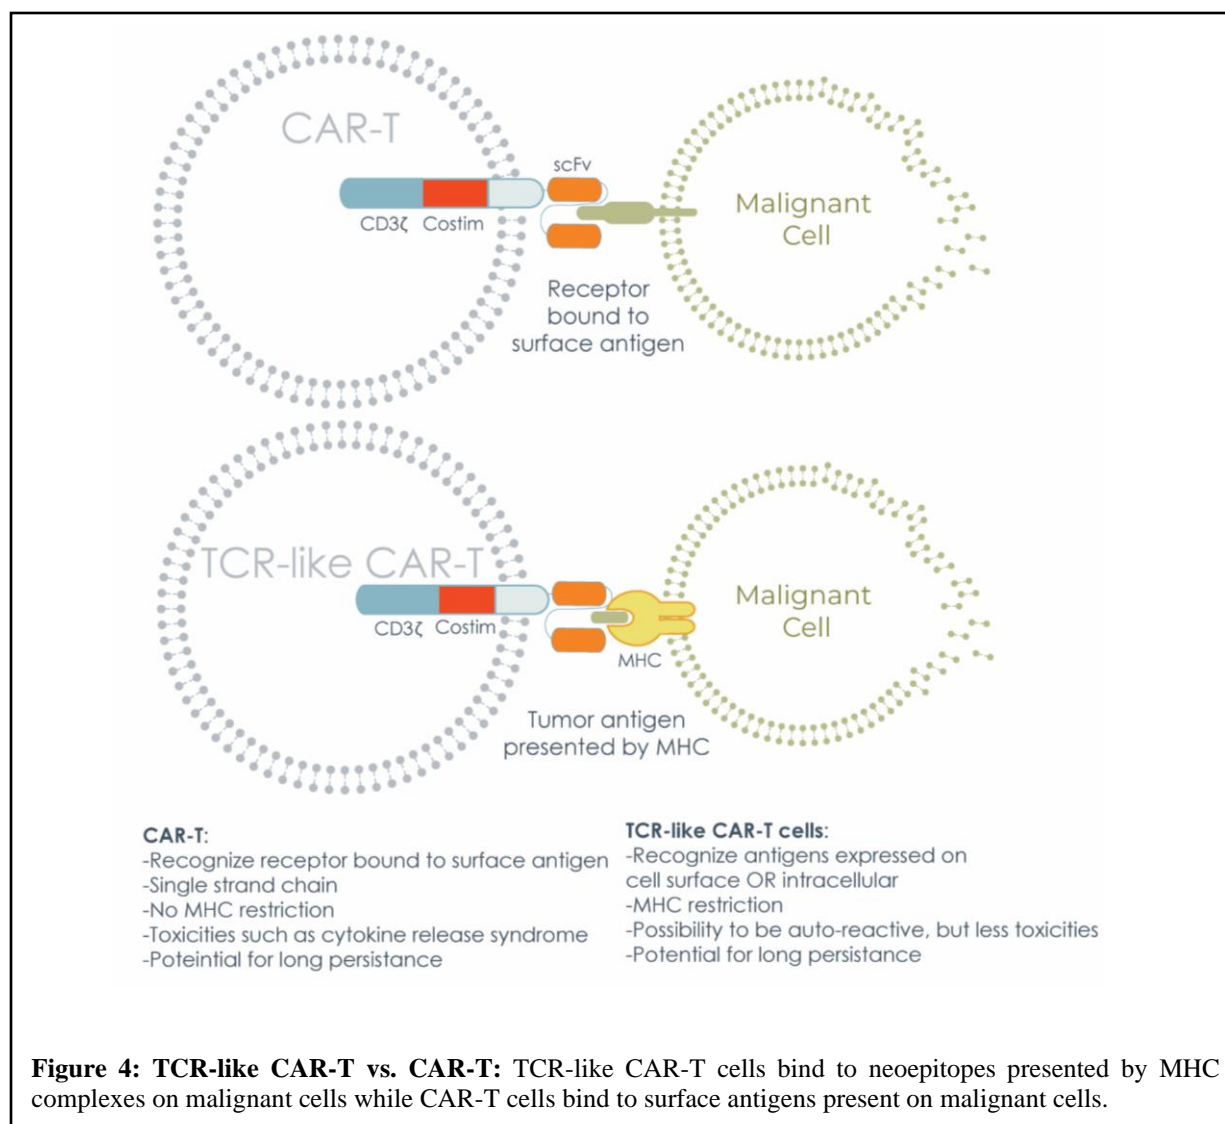 CAR-T
scFv
CD3ζ Costim
Malignant
Cell
Receptor
bound to
surface antigen
TCR-like CAR-T
CD3ζ Costim
MHC
Malignant
Cell
Tumor antigen
presented by MHC
CAR-T:
-Recognize receptor bound to surface antigen
-Single strand chain
-No MHC restriction
-Toxicities such as cytokine release syndrome
-Poteintial for long persistance
TCR-like CAR-T cells:
-Recognize antigens expressed on
cell surface OR intracellular
-MHC restriction
-Possibility to be auto-reactive, but less toxicities
-Potential for long persistance
Figure 4: TCR-like CAR-T vs. CAR-T: TCR-like CAR-T cells bind to neoepitopes presented by MHC
complexes on malignant cells while CAR-T cells bind to surface antigens present on malignant cells.